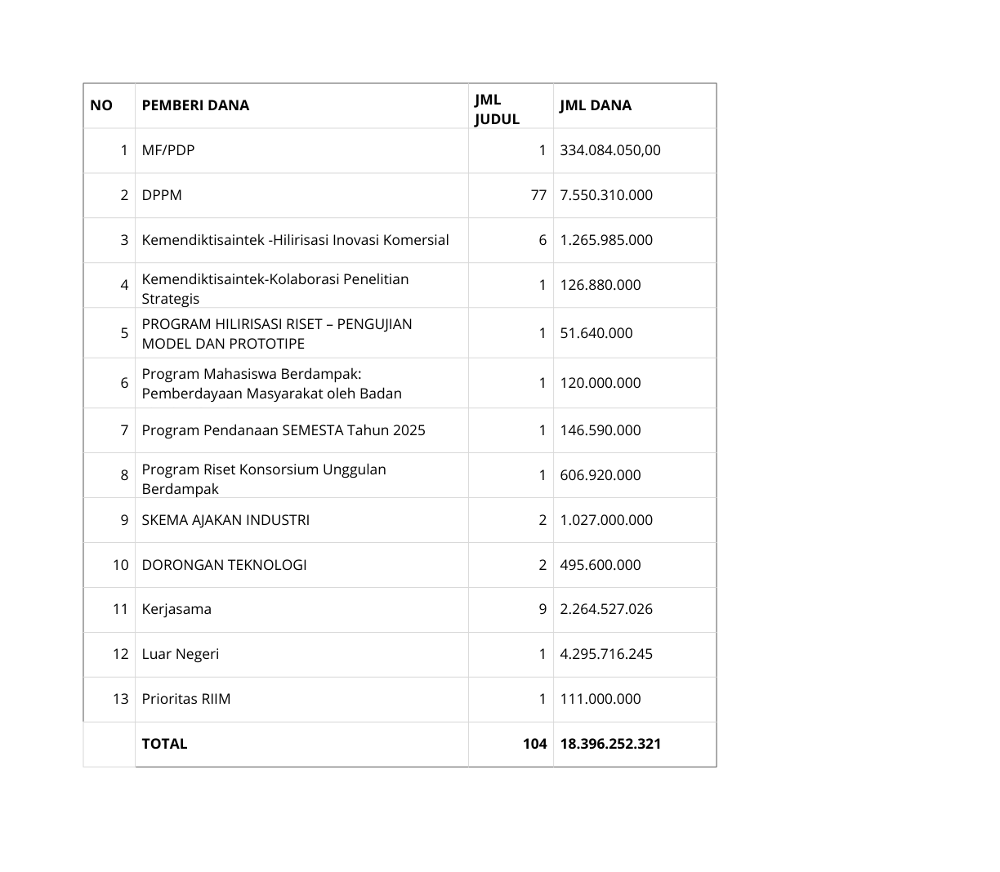 NO PEMBERI DANA JML JUDUL JML DANA
1 MF/PDP 1 334.084.050,00
2 DPPM 77 7.550.310.000
3 Kemendiktisaintek -Hilirisasi Inovasi Komersial 6 1.265.985.000
4 Kemendiktisaintek-Kolaborasi Penelitian
Strategis 1 126.880.000
5 PROGRAM HILIRISASI RISET – PENGUJIAN
MODEL DAN PROTOTIPE 1 51.640.000
6 Program Mahasiswa Berdampak:
Pemberdayaan Masyarakat oleh Badan 1 120.000.000
7 Program Pendanaan SEMESTA Tahun 2025 1 146.590.000
8 Program Riset Konsorsium Unggulan
Berdampak 1 606.920.000
9 SKEMA AJAKAN INDUSTRI 2 1.027.000.000
10 DORONGAN TEKNOLOGI 2 495.600.000
11 Kerjasama 9 2.264.527.026
12 Luar Negeri 1 4.295.716.245
13 Prioritas RIIM 1 111.000.000
TOTAL 104 18.396.252.321